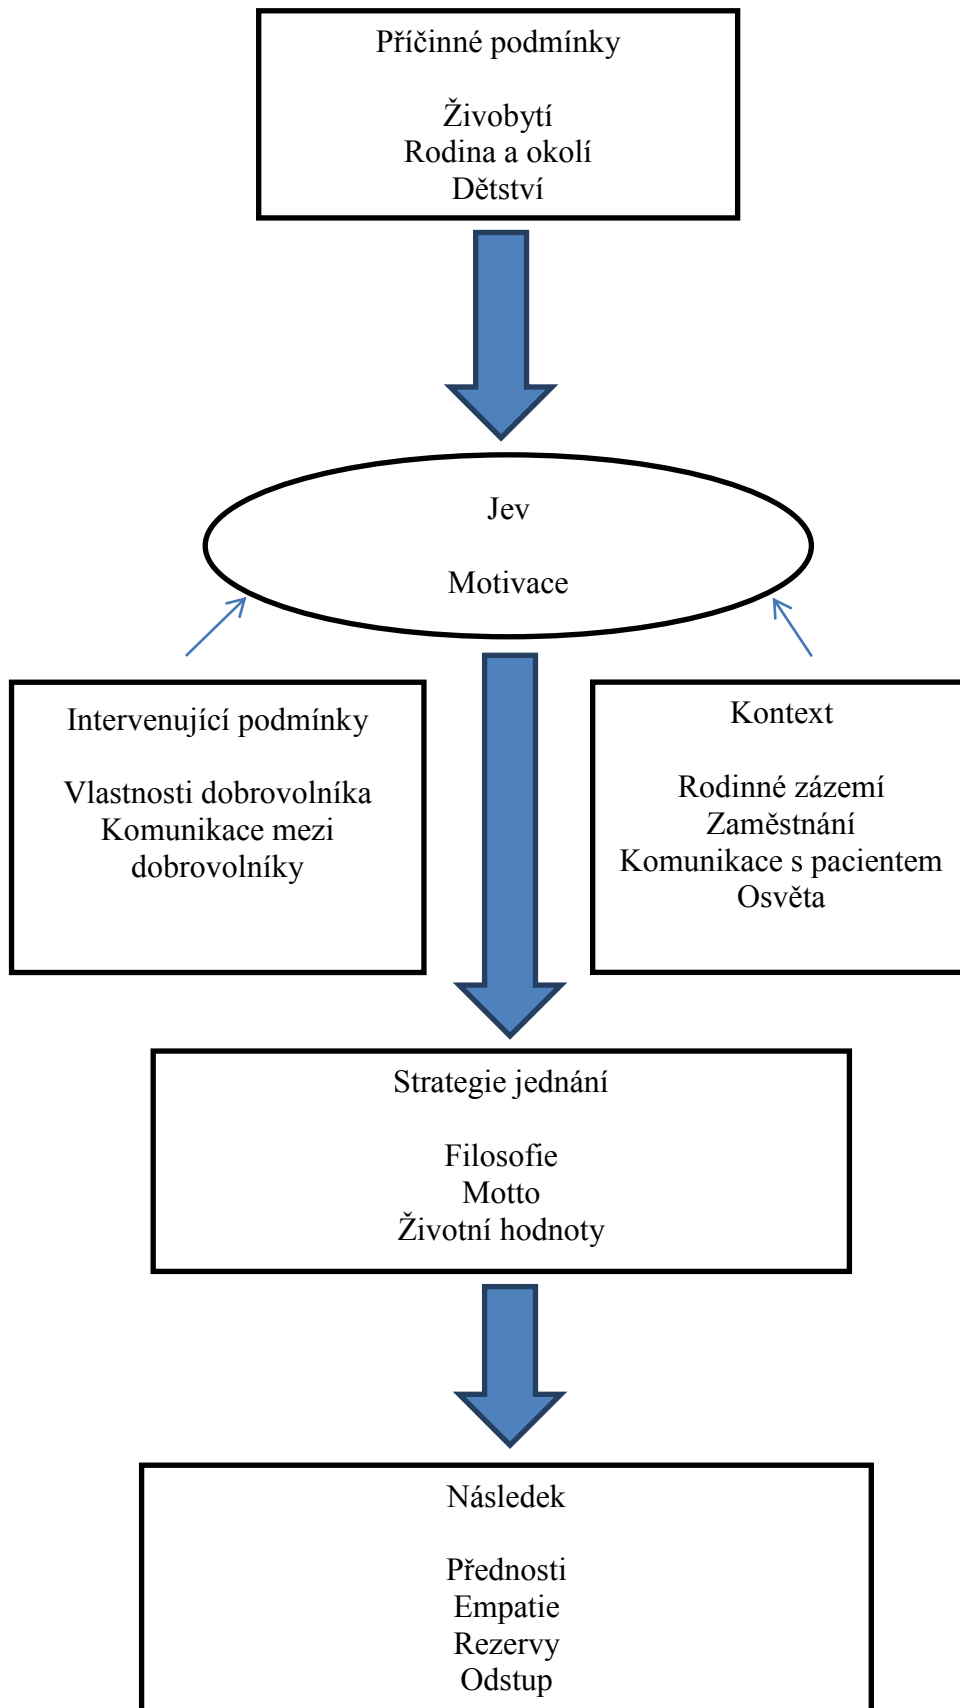 Příčinné podmínky
Živobytí
Rodina a okolí
Dětství
Jev
Motivace
Intervenující podmínky
Vlastnosti dobrovolníka
Komunikace mezi
dobrovolníky
Kontext
Rodinné zázemí
Zaměstnání
Komunikace s pacientem
Osvěta
Strategie jednání
Filosofie
Motto
Životní hodnoty
Následek
Přednosti
Empatie
Rezervy
Odstup